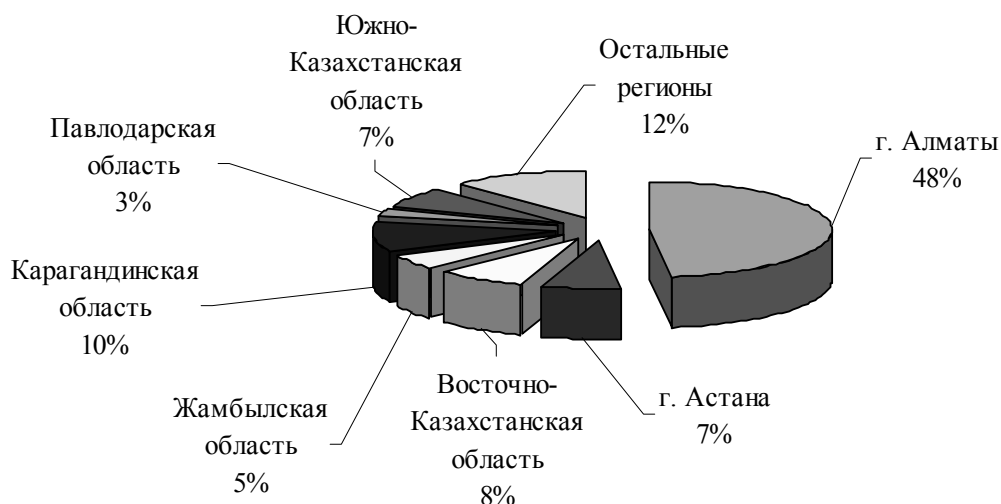 Южно-
Казахстанская
область
7%
Остальные
регионы
12%
г. Алматы
48%
Павлодарская
область
3%
Карагандинская
область
10%
Жамбылская
область
5%
Восточно-
Казахстанская
область
8%
г. Астана
7%